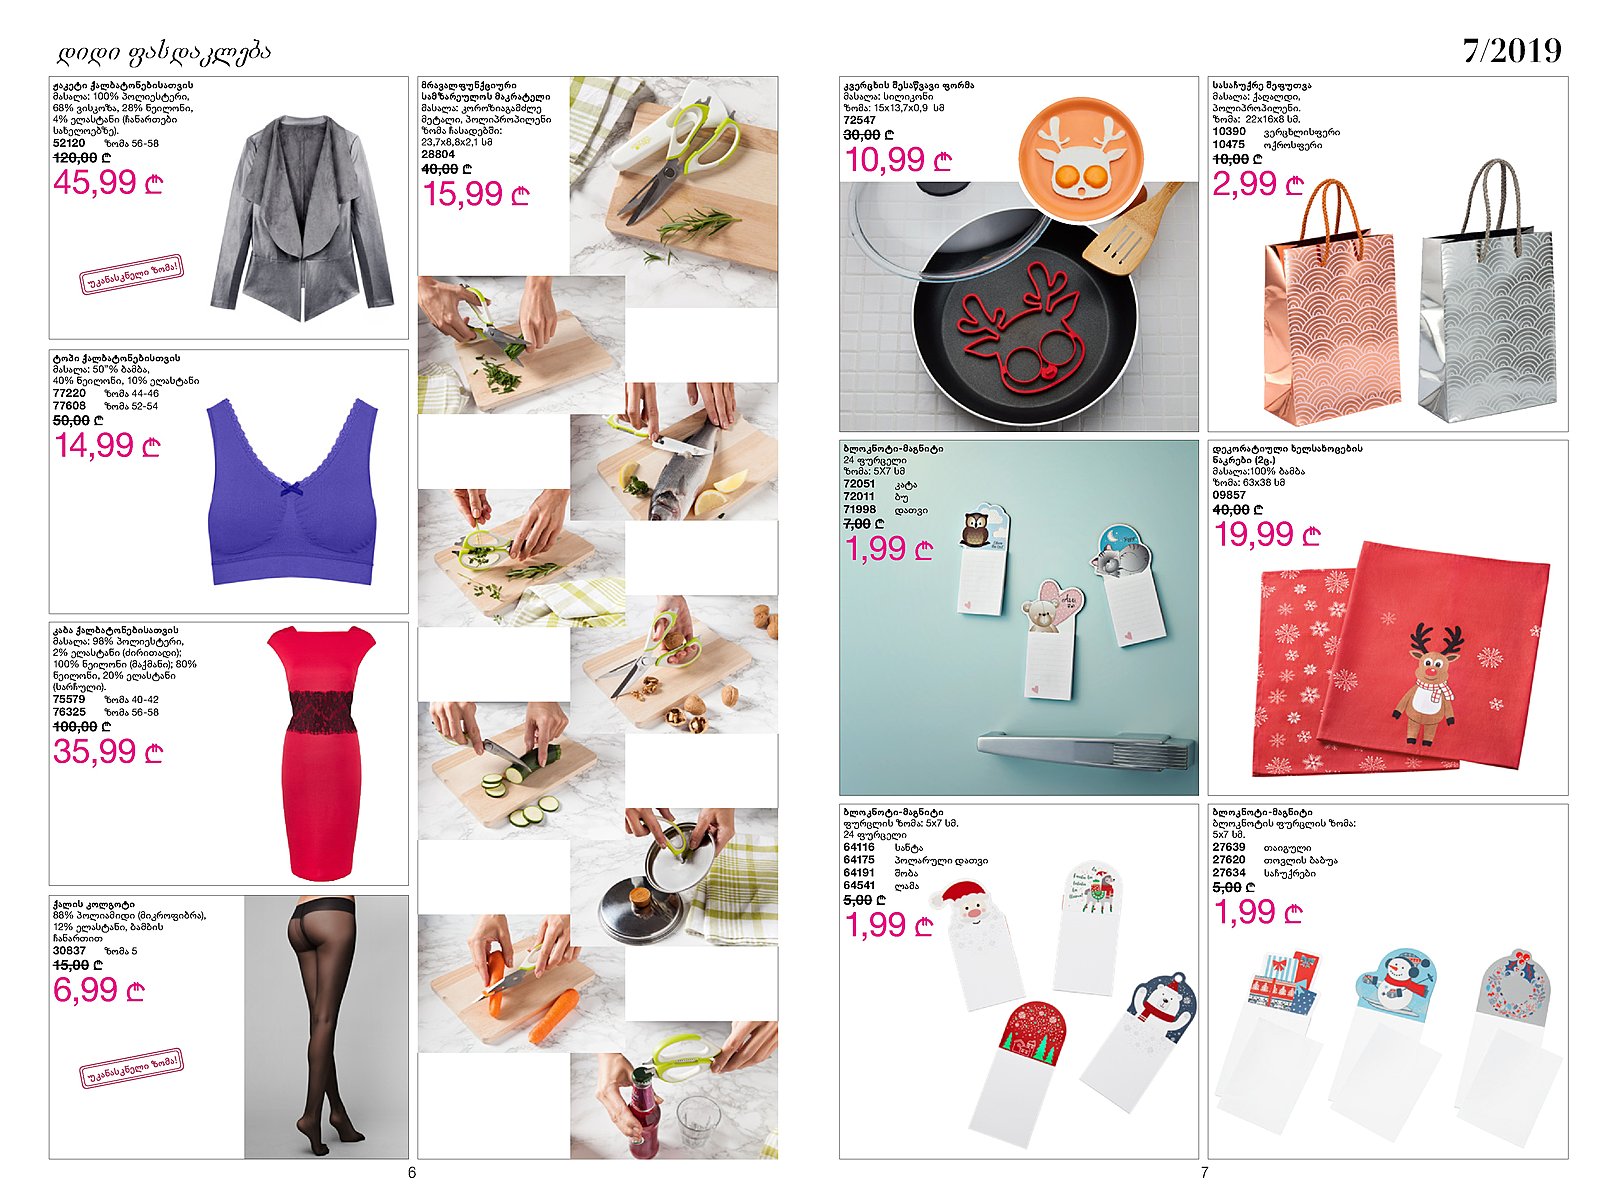 დიდი ფასდაკლება
7/2019
ჟაკეტი ქალბატონებისათვის
მასალა: 100% პოლიესტერი,
68% ვისკოზა, 28% ნეილონი,
4% ელასტანი (ჩანართები
სახელოებზე).
52120 ზომა 56-58
120,00 ₾
45,99 ₾
უკანასკნელი ზომა!
ტოპი ქალბატონებისთვის
მასალა: 50"% ბამბა,
40% ნეილონი, 10% ელასტანი
77220 ზომა 44-46
77608 ზომა 52-54
50,00 ₾
14,99 ₾
კაბა ქალბატონებისათვის
მასალა: 98% პოლიესტერი,
2% ელასტანი (ძირითადი);
100% ნეილონი (მაქმანი); 80%
ნეილონი, 20% ელასტანი
(სარჩული).
75579 ზომა 40-42
76325 ზომა 56-58
100,00 ₾
35,99 ₾
ქალის კოლგოტი
88% პოლიამიდი (მიკროფიბრა),
12% ელასტანი, ბამბის
ჩანართით
30837 ზომა 5
15,00 ₾
6,99 ₾
უკანასკნელი ზომა!
მრავალფუნქციური
სამზარეულოს მაკრატელი
მასალა: კოროზიაგამძლე
მეტალი, პოლიპროპილენი
ზომა ჩასადებში:
23,7x8,8x2,1 სმ
28804
40,00 ₾
15,99 ₾
6
კვერცხის შესაწვავი ფორმა
მასალა: სილიკონი
ზომა: 15x13,7x0,9 სმ
72547
30,00 ₾
10,99 ₾
სასაჩუქრე შეფუთვა
მასალა: ქაღალდი,
პოლიპროპილენი.
ზომა: 22x16x8 სმ.
10390 ვერცხლისფერი
10475 ოქროსფერი
10,00 ₾
2,99 ₾
ბლოკნოტი-მაგნიტი
24 ფურცელი
ზომა: 5X7 სმ
72051 კატა
72011 ბუ
71998 დათვი
7,00 ₾
1,99 ₾
დეკორატიული ხელსახოცების
ნაკრები (2ც.)
მასალა:100% ბამბა
ზომა: 63x38 სმ
09857
40,00 ₾
19,99 ₾
ბლოკნოტი-მაგნიტი
ფურცლის ზომა: 5x7 სმ.
24 ფურცელი
64116 სანტა
64175 პოლარული დათვი
64191 შობა
64541 ლამა
5,00 ₾
1,99 ₾
ბლოკნოტი-მაგნიტი
ბლოკნოტის ფურცლის ზომა:
5x7 სმ.
27639 თაიგული
27620 თოვლის ბაბუა
27634 საჩუქრები
5,00 ₾
1,99 ₾
7